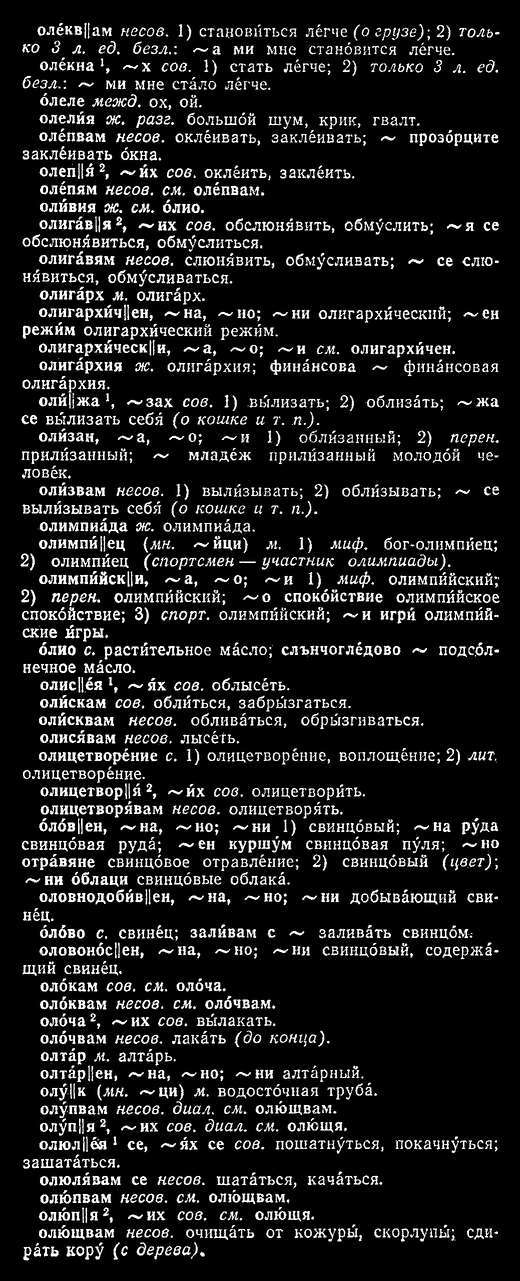 оле́кв||ам несов. 1) станови́ться ле́гче (о грузе); 2) толь-
ко 3 л. ед. безл.: ~а ми мне стано́вится ле́гче.
оле́кна¹, ~х сов. 1) стать ле́гче; 2) только 3 л. ед.
безл.: ~ ми мне ста́ло ле́гче.
о́леле межд. ох, ой.
олели́я ж. разг. большо́й шум, крик, гвалт.
оле́пвам несов. окле́ивать, закле́ивать; ~ прозо́рците
закле́ивать о́кна.
олеп||я́², ~и́х сов. окле́ить, закле́ить.
оле́пям несов. см. оле́пвам.
оли́вия ж. см. о́лио.
олига́в||я², ~их сов. обслюня́вить, обму́слить; ~я се
обслюня́виться, обму́слиться.
олига́вям несов. слюня́вить, обму́сливать; ~ се слю-
ня́виться, обму́сливаться.
олига́рх м. олига́рх.
олигархи́ч||ен, ~на, ~но; ~ни олигархи́ческий; ~ен
режи́м олигархи́ческий режи́м.
олигархи́ческ||и, ~а, ~о; ~и см. олигархи́чен.
олига́рхия ж. олига́рхия; фина́нсова ~ фина́нсовая
олига́рхия.
оли́||жа¹, ~зах сов. 1) вы́лизать; 2) облиза́ть; ~жа
се вы́лизать себя́ (о кошке и т. п.).
оли́зан, ~а, ~о; ~и 1) обли́занный; 2) перен.
прили́занный; ~ младе́ж прили́занный молодо́й че-
лове́к.
оли́звам несов. 1) выли́зывать; 2) обли́зывать; ~ се
выли́зывать себя́ (о кошке и т. п.).
олимпиа́да ж. олимпиа́да.
олимпи́||ец (мн. ~йци) м. 1) миф. бог-олимпи́ец;
2) олимпи́ец (спортсмен — участник олимпиады).
олимпи́йск||и, ~а, ~о; ~и 1) миф. олимпи́йский;
2) перен. олимпи́йский; ~о споко́йствие олимпи́йское
споко́йствие; 3) спорт. олимпи́йский; ~и игри́ олимпи́й-
ские и́гры.
о́лио с. расти́тельное ма́сло; слънчогле́дово ~ подсо́л-
нечное ма́сло.
олис||е́я¹, ~я́х сов. облысе́ть.
оли́скам сов. обли́ться, забры́згаться.
оли́сквам несов. облива́ться, обры́згиваться.
олися́вам несов. лысе́ть.
олицетворе́ние с. 1) олицетворе́ние, воплоще́ние; 2) лит.
олицетворе́ние.
олицетвор||я́², ~и́х сов. олицетвори́ть.
олицетворя́вам несов. олицетворя́ть.
о́лов||ен, ~на, ~но; ~ни 1) свинцо́вый; ~на ру́да
свинцо́вая руда́; ~ен куршу́м свинцо́вая пу́ля; ~но
отра́вяне свинцо́вое отравле́ние; 2) свинцо́вый (цвет);
~ни о́блаци свинцо́вые облака́.
оловнодоби́в||ен, ~на, ~но; ~ни добыва́ющий сви-
не́ц.
оло́во с. свине́ц; зали́вам с ~ залива́ть свинцо́м.
оловоно́с||ен, ~на, ~но; ~ни свинцо́вый, содержа́-
щий свине́ц.
оло́кам сов. см. оло́ча.
оло́квам несов. см. оло́чвам.
оло́ча², ~их сов. вы́лакать.
оло́чвам несов. лака́ть (до конца).
олта́р м. алта́рь.
олта́р||ен, ~на, ~но; ~ни алта́рный.
олу́||к (мн. ~ци) м. водосто́чная труба́.
олу́пвам несов. диал. см. олю́щвам.
олу́п||я², ~их сов. диал. см. олю́щя.
олюл||е́я¹ се, ~я́х се сов. пошатну́ться, покачну́ться;
зашата́ться.
олюля́вам се несов. шата́ться, кача́ться.
олю́пвам несов. см. олю́щвам.
олю́п||я², ~их сов. см. олю́щя.
олю́щвам несов. очища́ть от кожуры́, скорлупы́; сди-
ра́ть кору́ (с дерева).